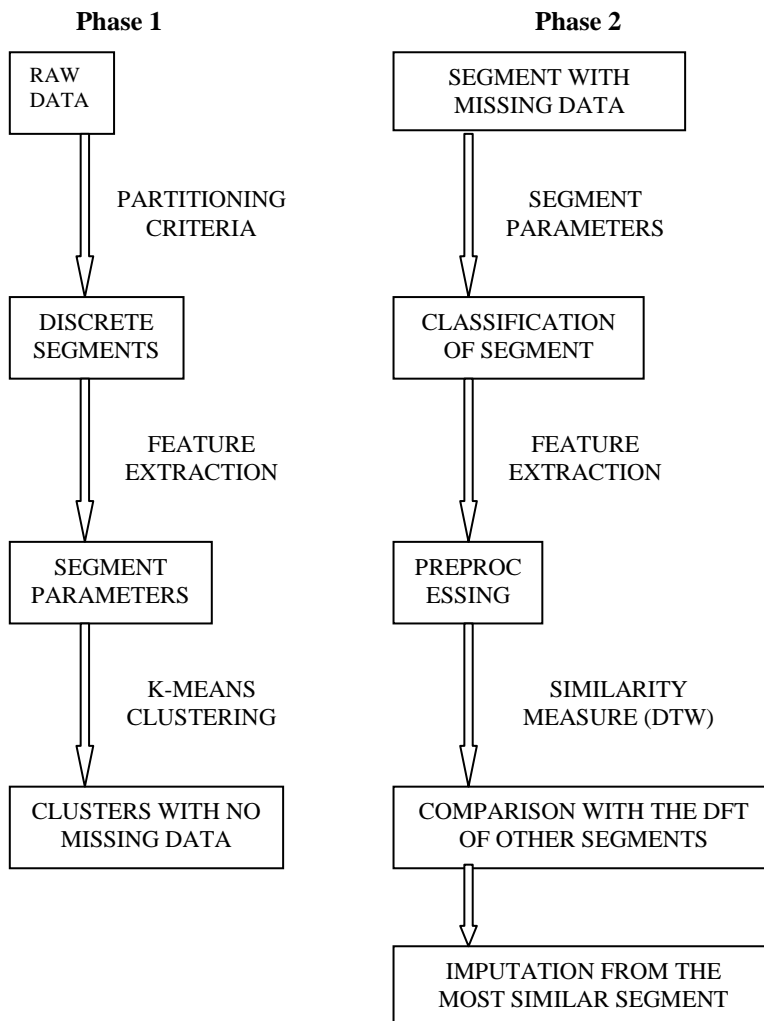 Phase 1
RAW
DATA
PARTITIONING
CRITERIA
DISCRETE
SEGMENTS
FEATURE
EXTRACTION
SEGMENT
PARAMETERS
K-MEANS
CLUSTERING
CLUSTERS WITH NO
MISSING DATA
Phase 2
SEGMENT WITH
MISSING DATA
SEGMENT
PARAMETERS
CLASSIFICATION
OF SEGMENT
FEATURE
EXTRACTION
PREPROC
ESSING
SIMILARITY
MEASURE (DTW)
COMPARISON WITH THE DFT
OF OTHER SEGMENTS
IMPUTATION FROM THE
MOST SIMILAR SEGMENT